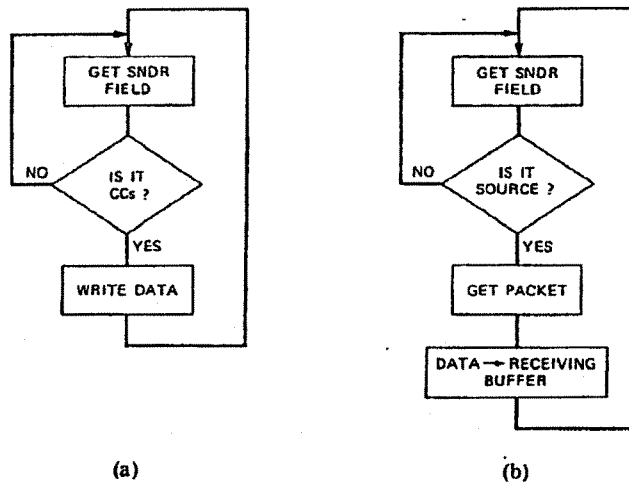 GET SNDR
FIELD
NO
IS IT
CCs ?
YES
WRITE DATA
(a)
GET SNDR
FIELD
NO
IS IT
SOURCE ?
YES
GET PACKET
DATA → RECEIVING
BUFFER
(b)